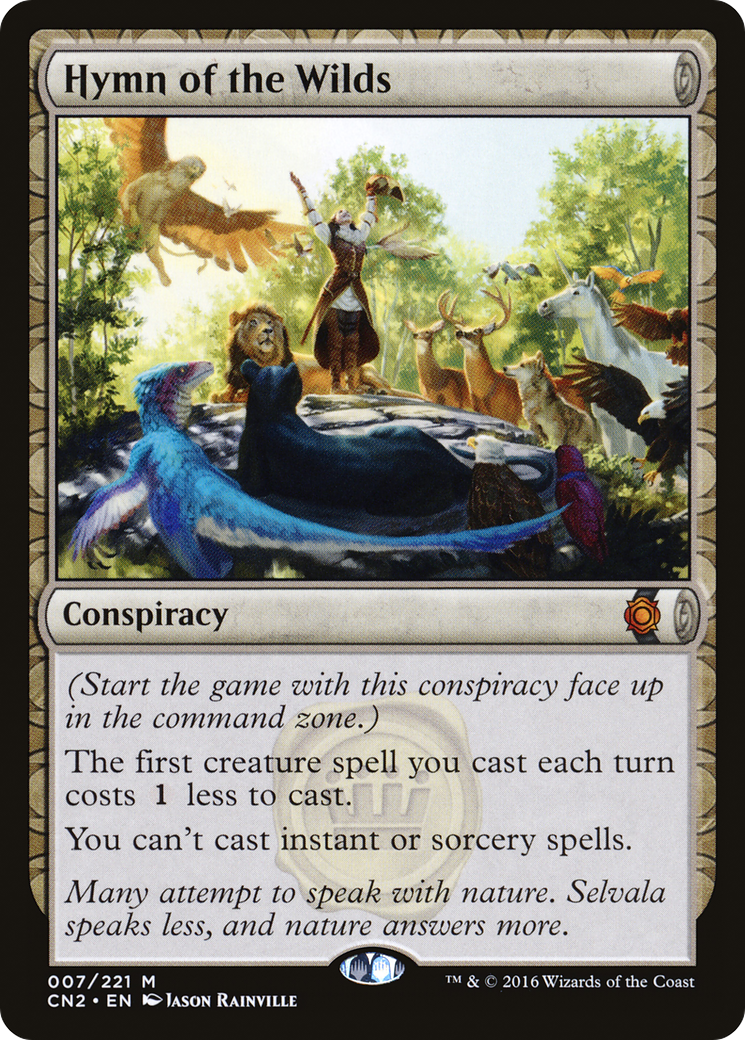 Hymn of the Wilds
Conspiracy
(Start the game with this conspiracy face up
in the command zone.)
The first creature spell you cast each turn
costs 1 less to cast.
You can't cast instant or sorcery spells.
Many attempt to speak with nature. Selvala
speaks less, and nature answers more.
007/221 M
CN2 • EN Jason Rainville
™ & © 2016 Wizards of the Coast